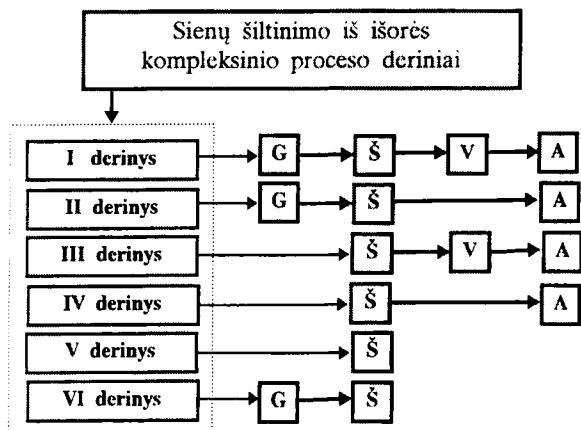 Sienų šiltinimo iš išorės
kompleksinio proceso deriniai
I derinys G Š V A
II derinys G Š A
III derinys Š V A
IV derinys Š A
V derinys Š
VI derinys G Š